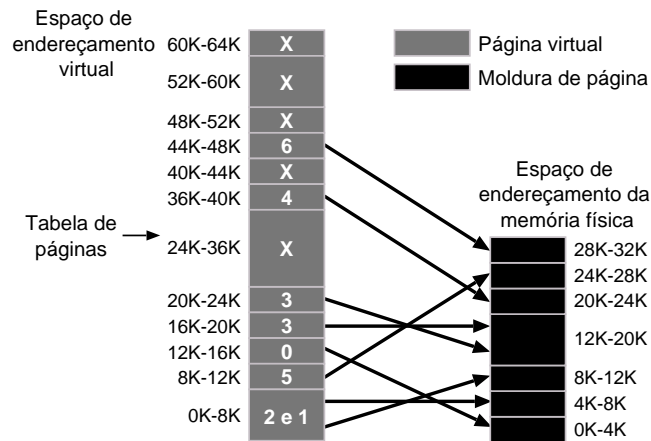 Espaço de
endereçamento
virtual
60K-64K X
52K-60K X
48K-52K X
44K-48K 6
40K-44K X
36K-40K 4
Tabela de
páginas
24K-36K X
20K-24K 3
16K-20K 3
12K-16K 0
8K-12K 5
0K-8K 2 e 1
Página virtual
Moldura de página
Espaço de
endereçamento da
memória física
28K-32K
24K-28K
20K-24K
12K-20K
8K-12K
4K-8K
0K-4K